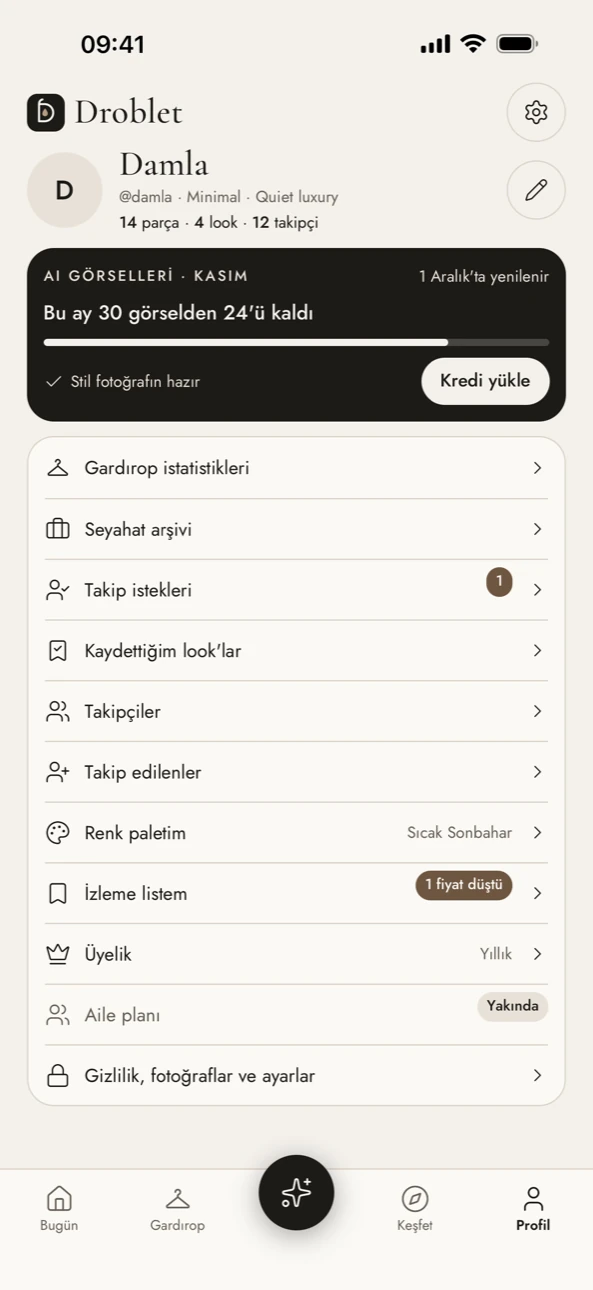 09:41
Droblet
D
Damla
@damla · Minimal · Quiet luxury
14 parça · 4 look · 12 takipçi
AI GÖRSELLERİ · KASIM
1 Aralık'ta yenilenir
Bu ay 30 görselden 24'ü kaldı
Stil fotoğrafın hazır
Kredi yükle
Gardırop istatistikleri
Seyahat arşivi
Takip istekleri
1
Kaydettiğim look'lar
Takipçiler
Takip edilenler
Renk paletim
Sıcak Sonbahar
İzleme listem
1 fiyat düştü
Üyelik
Yıllık
Aile planı
Yakında
Gizlilik, fotoğraflar ve ayarlar
Bugün
Gardırop
Keşfet
Profil